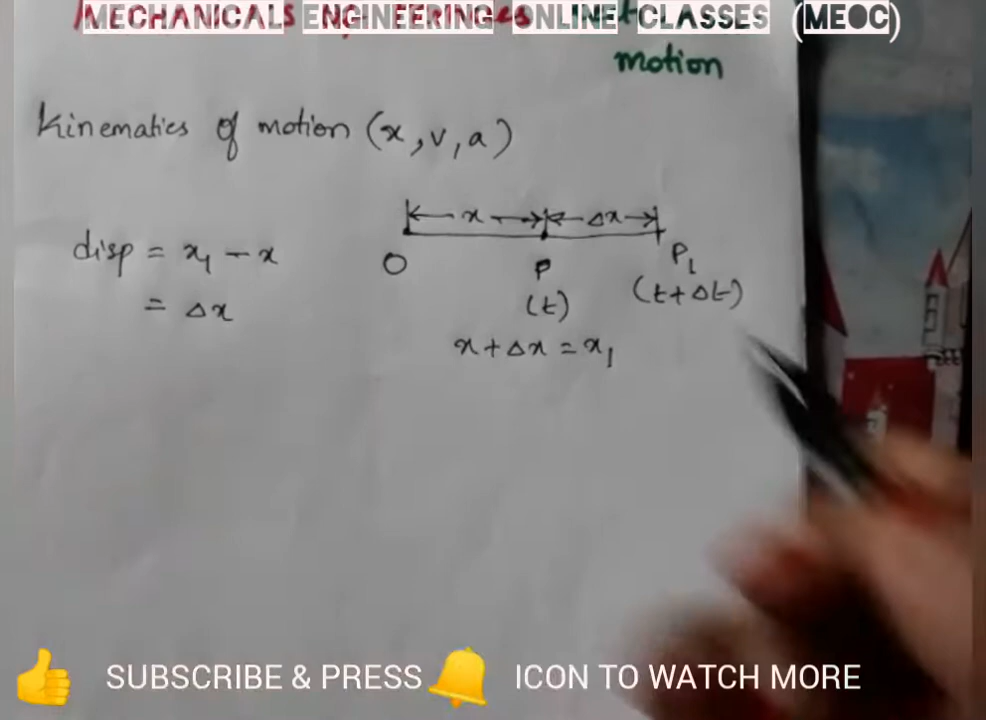 MECHANICALS ENGINEERINGS ONLINE CLASSES (MEOC)
motion
Kinematics of motion (x, v, a)
x Δx
disp = x₁ - x
O P P₁
= Δx
(t) (t+Δt)
x + Δx = x₁
SUBSCRIBE & PRESS ICON TO WATCH MORE